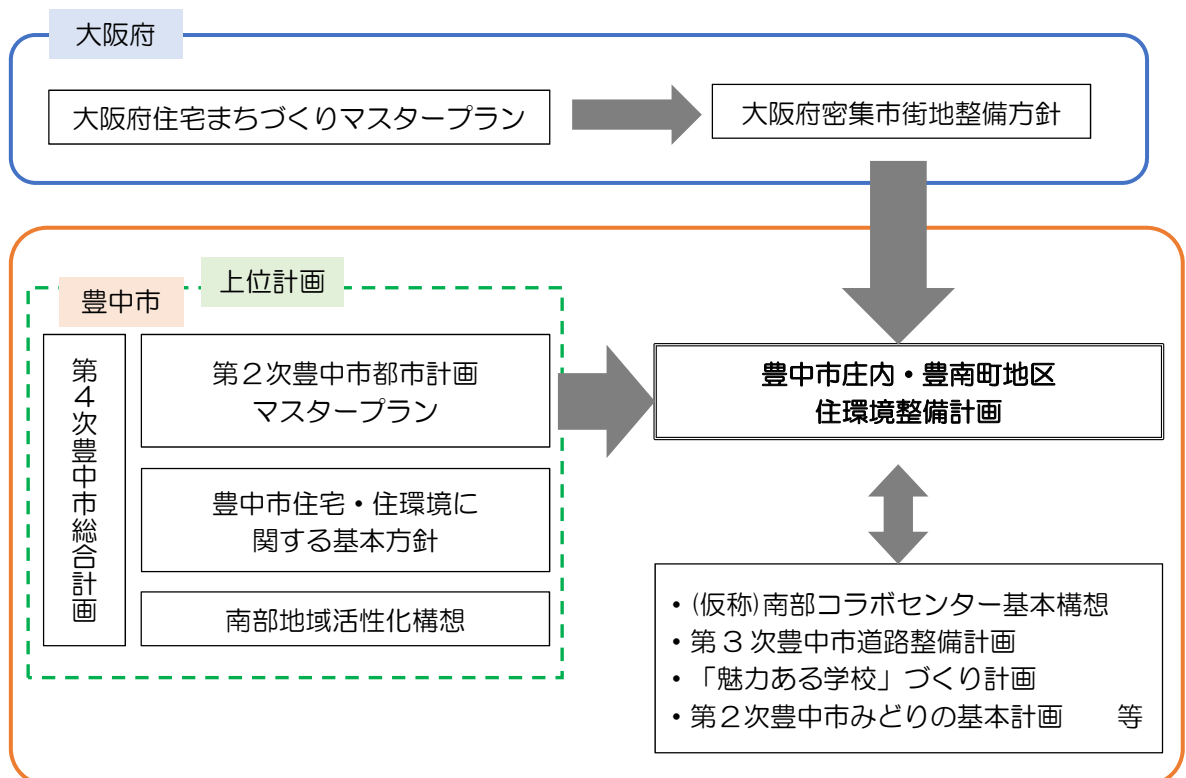 大阪府
大阪府住宅まちづくりマスタープラン
大阪府密集市街地整備方針
上位計画
豊中市
第4次豊中市総合計画
第２次豊中市都市計画
マスタープラン
豊中市住宅・住環境に
関する基本方針
南部地域活性化構想
豊中市庄内・豊南町地区
住環境整備計画
・(仮称)南部コラボセンター基本構想
・第３次豊中市道路整備計画
・「魅力ある学校」づくり計画
・第２次豊中市みどりの基本計画　　等